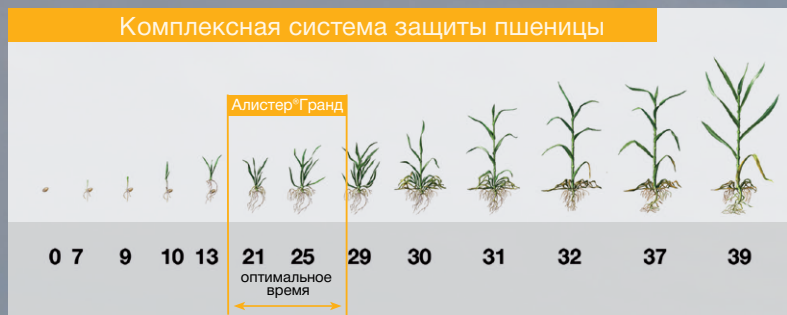 Комплексная система защиты пшеницы
Алистер®Гранд
0 7 9 10 13 21 25 29 30 31 32 37 39
оптимальное
время